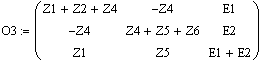 O3 := ( Z1 + Z2 + Z4 −Z4 E1
−Z4 Z4 + Z5 + Z6 E2
Z1 Z5 E1 + E2 )